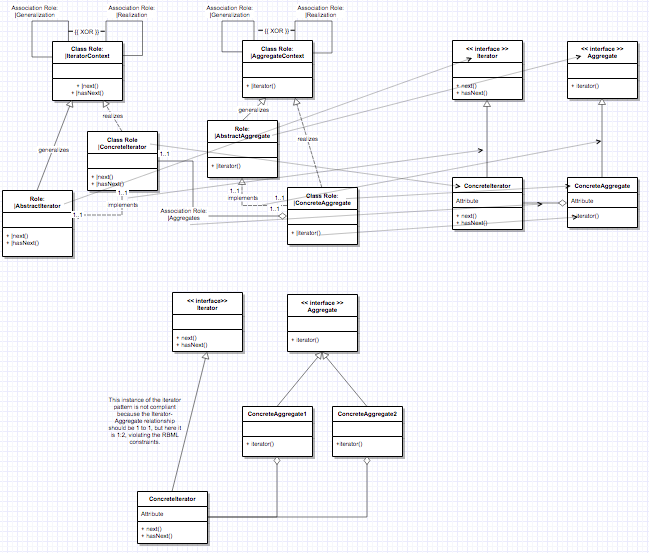 Association Role:
|Generalization
Association Role:
|Realization
{{ XOR }}
Class Role:
|IteratorContext
+ |next()
+ |hasNext()
Association Role:
|Generalization
Association Role:
|Realization
{{ XOR }}
Class Role:
|AggregateContext
+ |Iterator()
<< interface >>
Iterator
+ next()
+ hasNext()
<< interface >>
Aggregate
+ iterator()
generalizes
realizes
Class Role
|ConcreteIterator
+ |next()
+ |hasNext()
1..1
1..1
implements
1..1
Role:
|AbstractIterator
+ |next()
+ |hasNext()
generalizes
realizes
Role:
|AbstractAggregate
+ |Iterator()
1..1
implements
1..1
1..1
Association Role:
|Aggregates
Class Role:
|ConcreteAggregate
+ |Iterator()
ConcreteIterator
Attribute
+ next()
+ hasNext()
ConcreteAggregate
Attribute
+ iterator()
<< interface>>
Iterator
+ next()
+ hasNext()
<< interface >>
Aggregate
+ iterator()
This instance of the iterator
pattern is not compliant
because the Iterator-
Aggregate relationship
should be 1 to 1, but here it
is 1:2, violating the RBML
constraints.
ConcreteAggregate1
+ iterator()
ConcreteAggregate2
+iterator()
ConcreteIterator
Attribute
+ next()
+ hasNext()